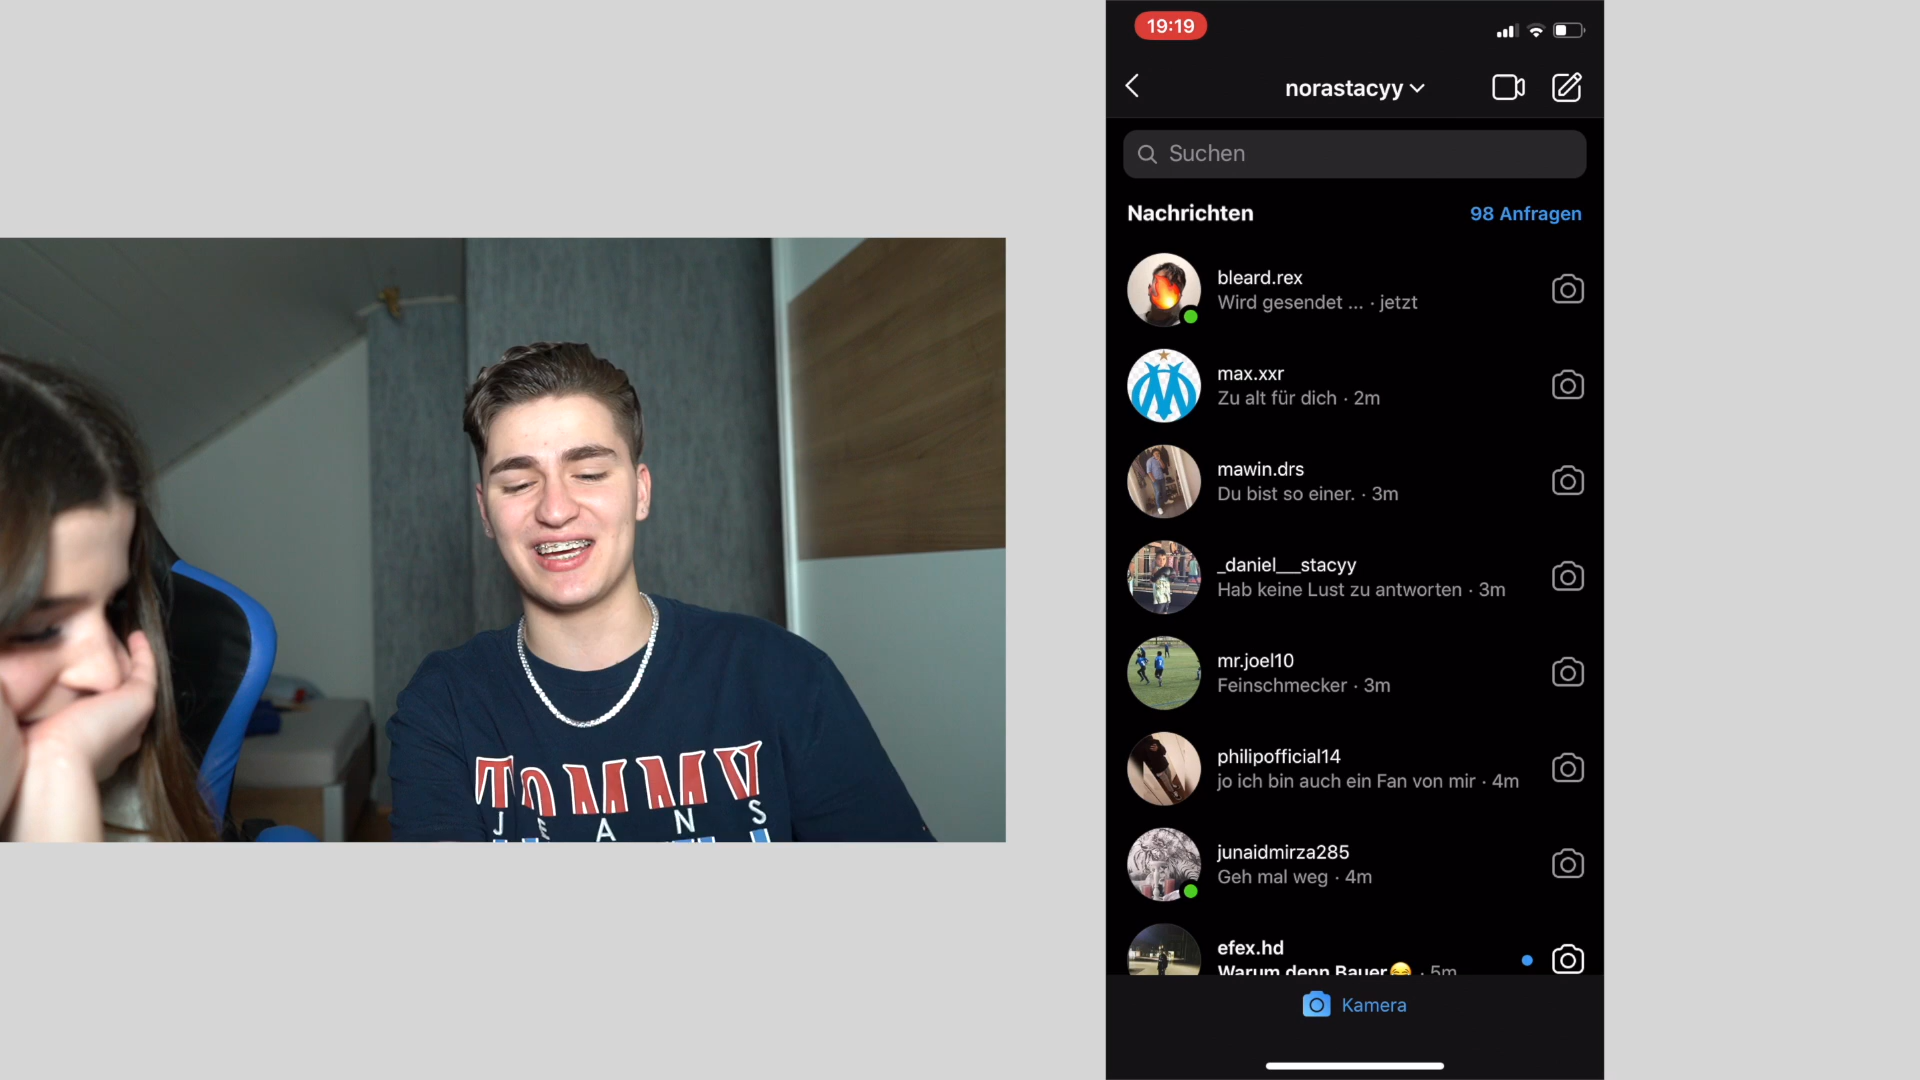 19:19
norastacyy
Suchen
Nachrichten
98 Anfragen
bleard.rex
Wird gesendet ... · jetzt
max.xxr
Zu alt für dich · 2m
mawin.drs
Du bist so einer. · 3m
_daniel__stacyy
Hab keine Lust zu antworten · 3m
mr.joel10
Feinschmecker · 3m
philipofficial14
jo ich bin auch ein Fan von mir · 4m
junaidmirza285
Geh mal weg · 4m
efex.hd
Warum denn Bauer😂 · 5m
Kamera
TOMMY
JEANS